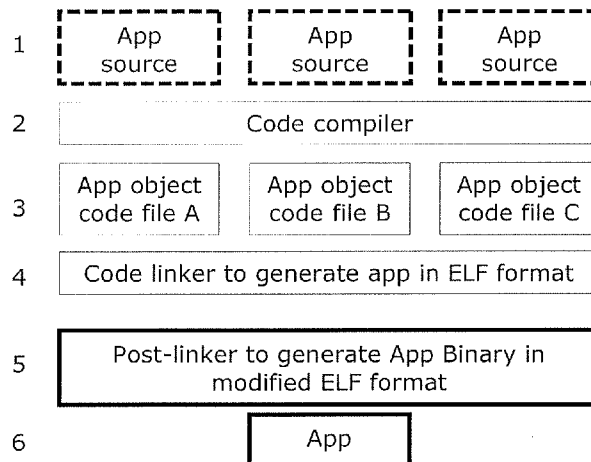 1
App App App
source source source
2
Code compiler
3
App object App object App object
code file A code file B code file C
4
Code linker to generate app in ELF format
5
Post-linker to generate App Binary in
modified ELF format
6
App